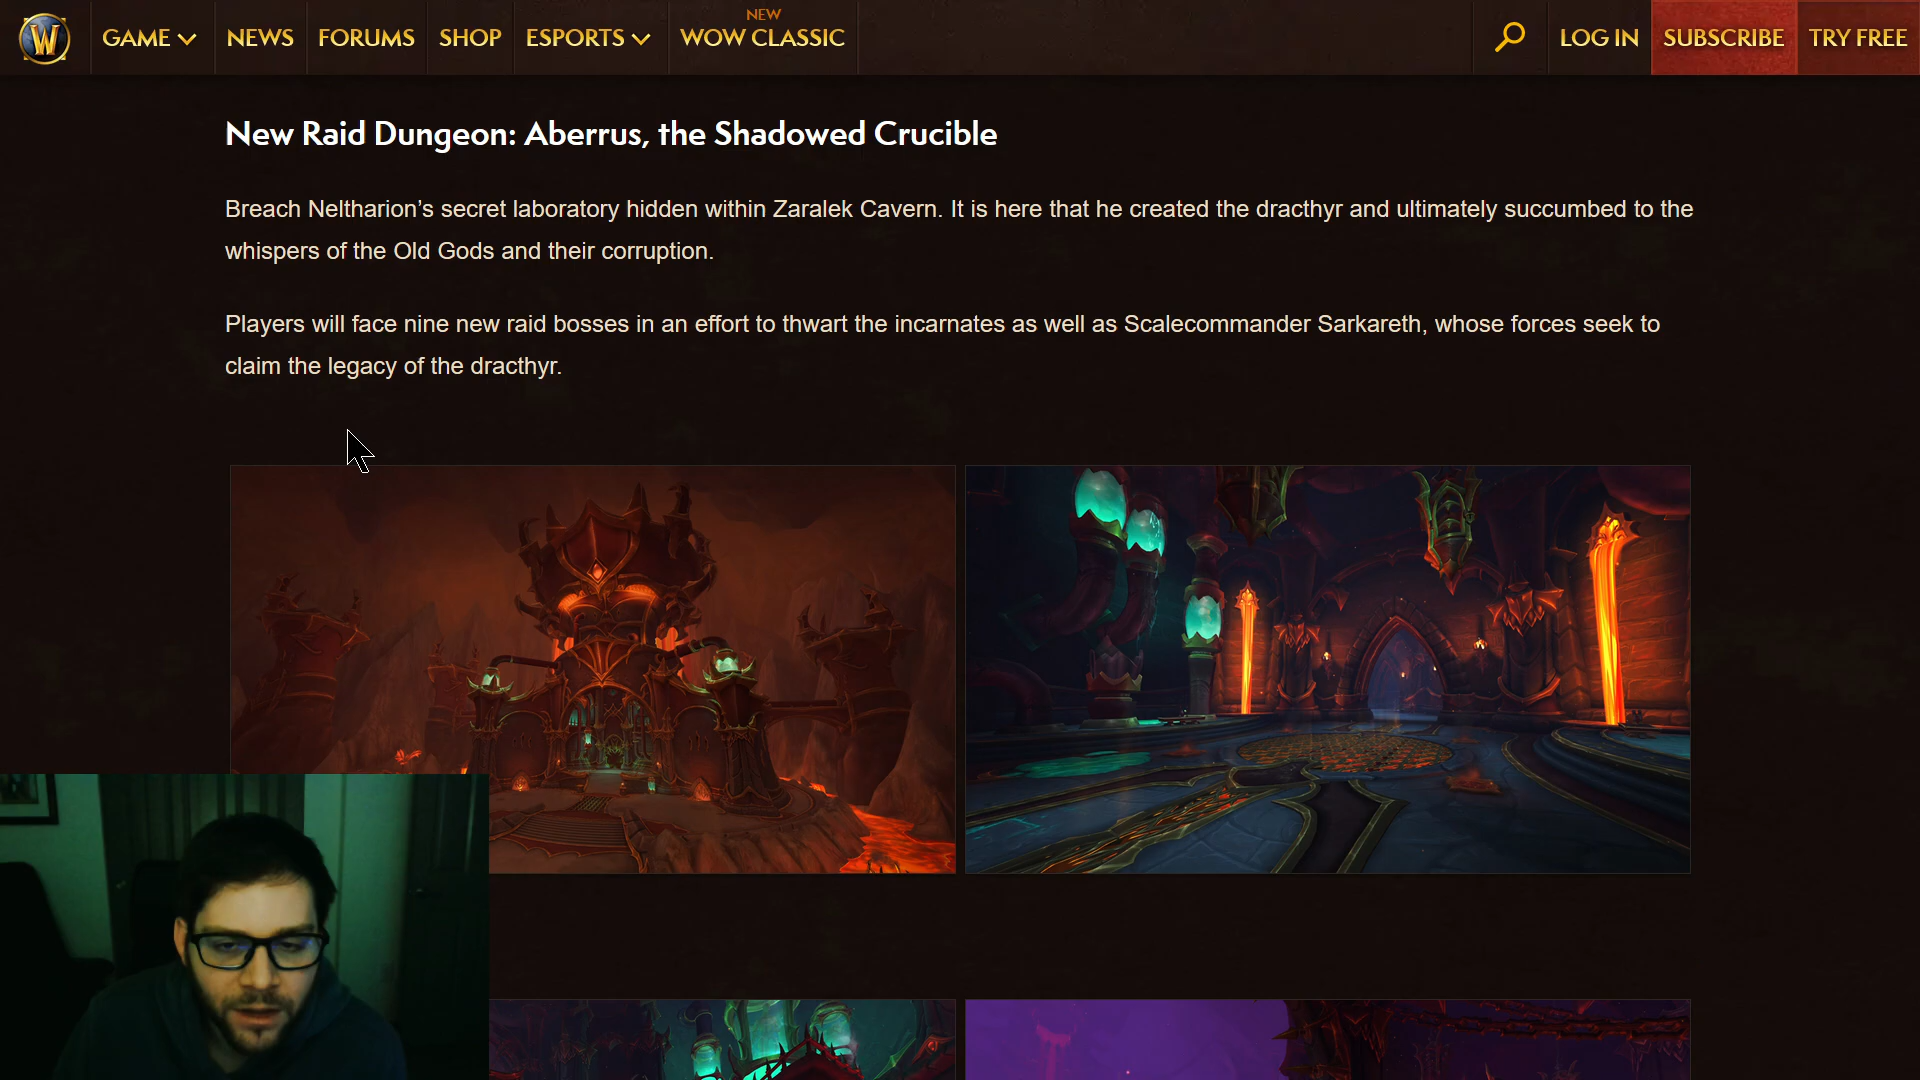 W
GAME
NEWS
FORUMS
SHOP
ESPORTS
NEW
WOW CLASSIC
LOG IN
SUBSCRIBE
TRY FREE
New Raid Dungeon: Aberrus, the Shadowed Crucible
Breach Neltharion’s secret laboratory hidden within Zaralek Cavern. It is here that he created the dracthyr and ultimately succumbed to the
whispers of the Old Gods and their corruption.
Players will face nine new raid bosses in an effort to thwart the incarnates as well as Scalecommander Sarkareth, whose forces seek to
claim the legacy of the dracthyr.